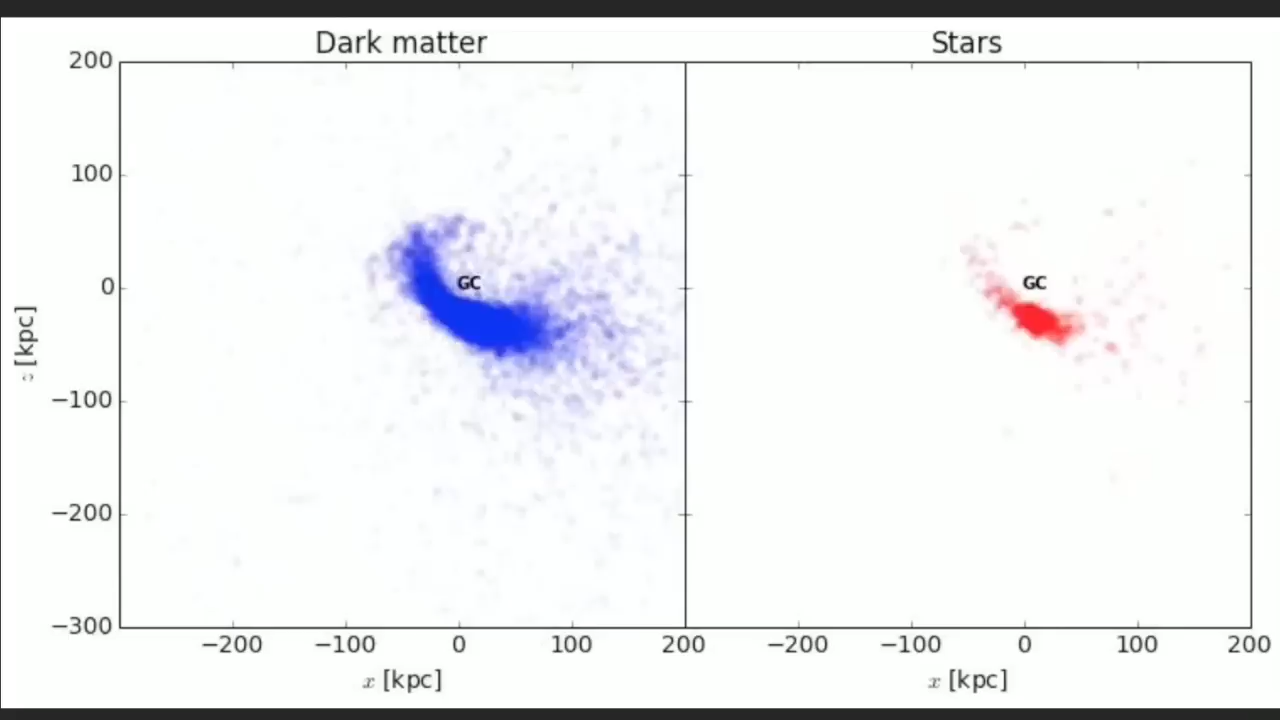 Dark matter
Stars
200
100
0
−100
−200
−300
z [kpc]
GC
GC
−200 −100 0 100 200
−200 −100 0 100 200
x [kpc]
x [kpc]